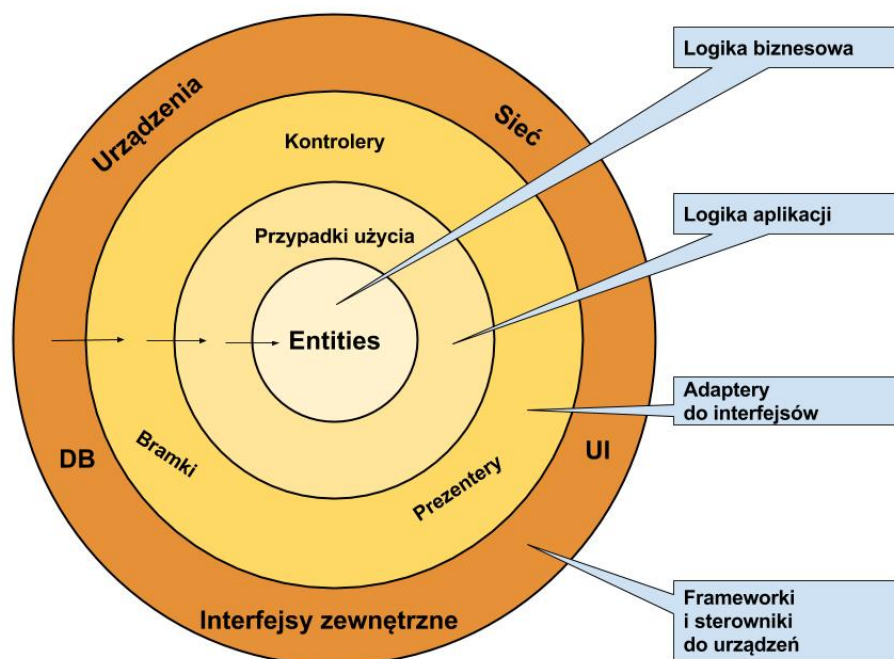 Logika biznesowa
Urządzenia
Sieć
Kontrolery
Logika aplikacji
Przypadki użycia
Entities
Adaptery
do interfejsów
DB
Bramki
UI
Prezentery
Interfejsy zewnętrzne
Frameworki
i sterowniki
do urządzeń